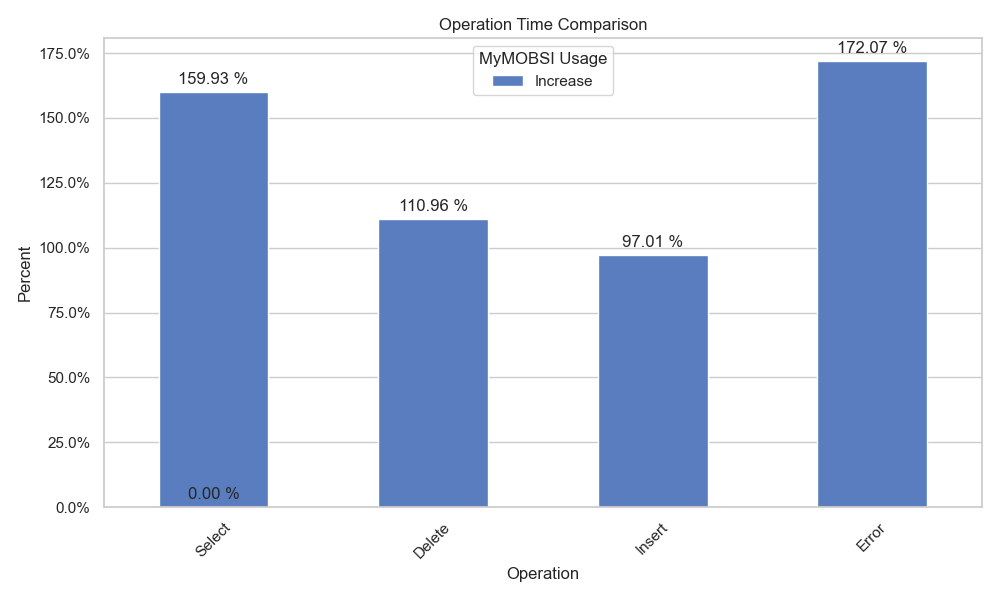 Operation Time Comparison
MyMOBSI Usage
Increase
175.0%
150.0%
125.0%
100.0%
75.0%
50.0%
25.0%
0.0%
Percent
159.93 %
110.96 %
97.01 %
172.07 %
0.00 %
Select
Delete
Insert
Error
Operation